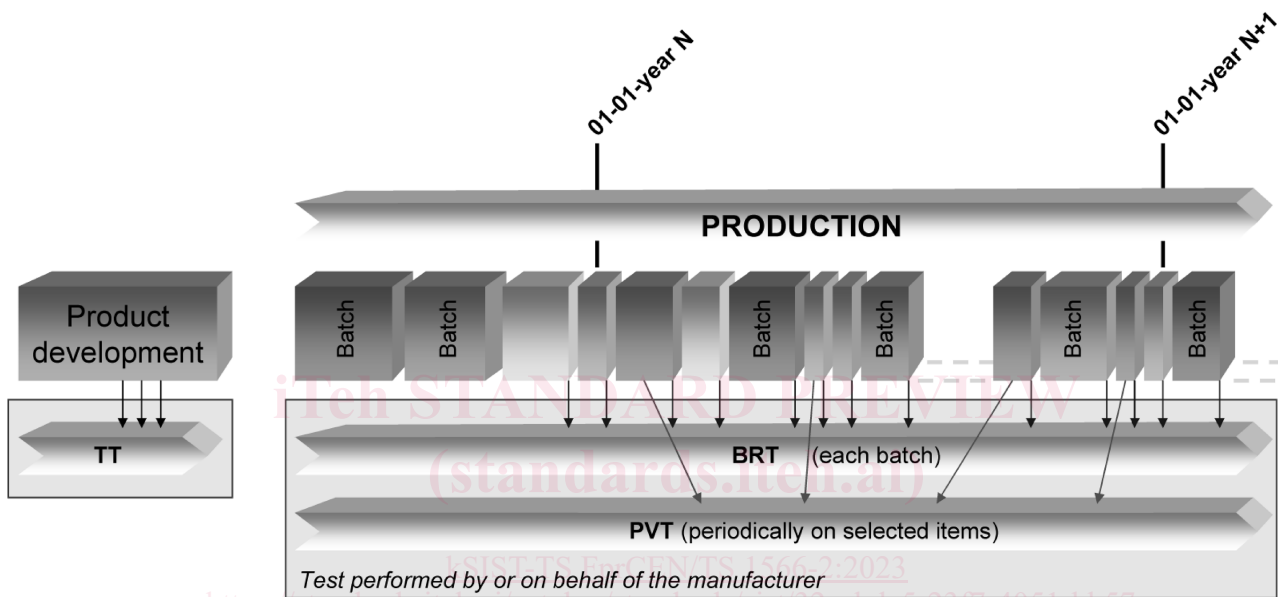 01-01-year N
01-01-year N+1
PRODUCTION
Product
development
Batch
Batch
Batch
Batch
Batch
Batch
iTeh STANDARD PREVIEW
TT
BRT (each batch)
(standards.iteh.ai)
PVT (periodically on selected items)
kSIST-TS FprCEN/TS 1566-2:2023
Test performed by or on behalf of the manufacturer